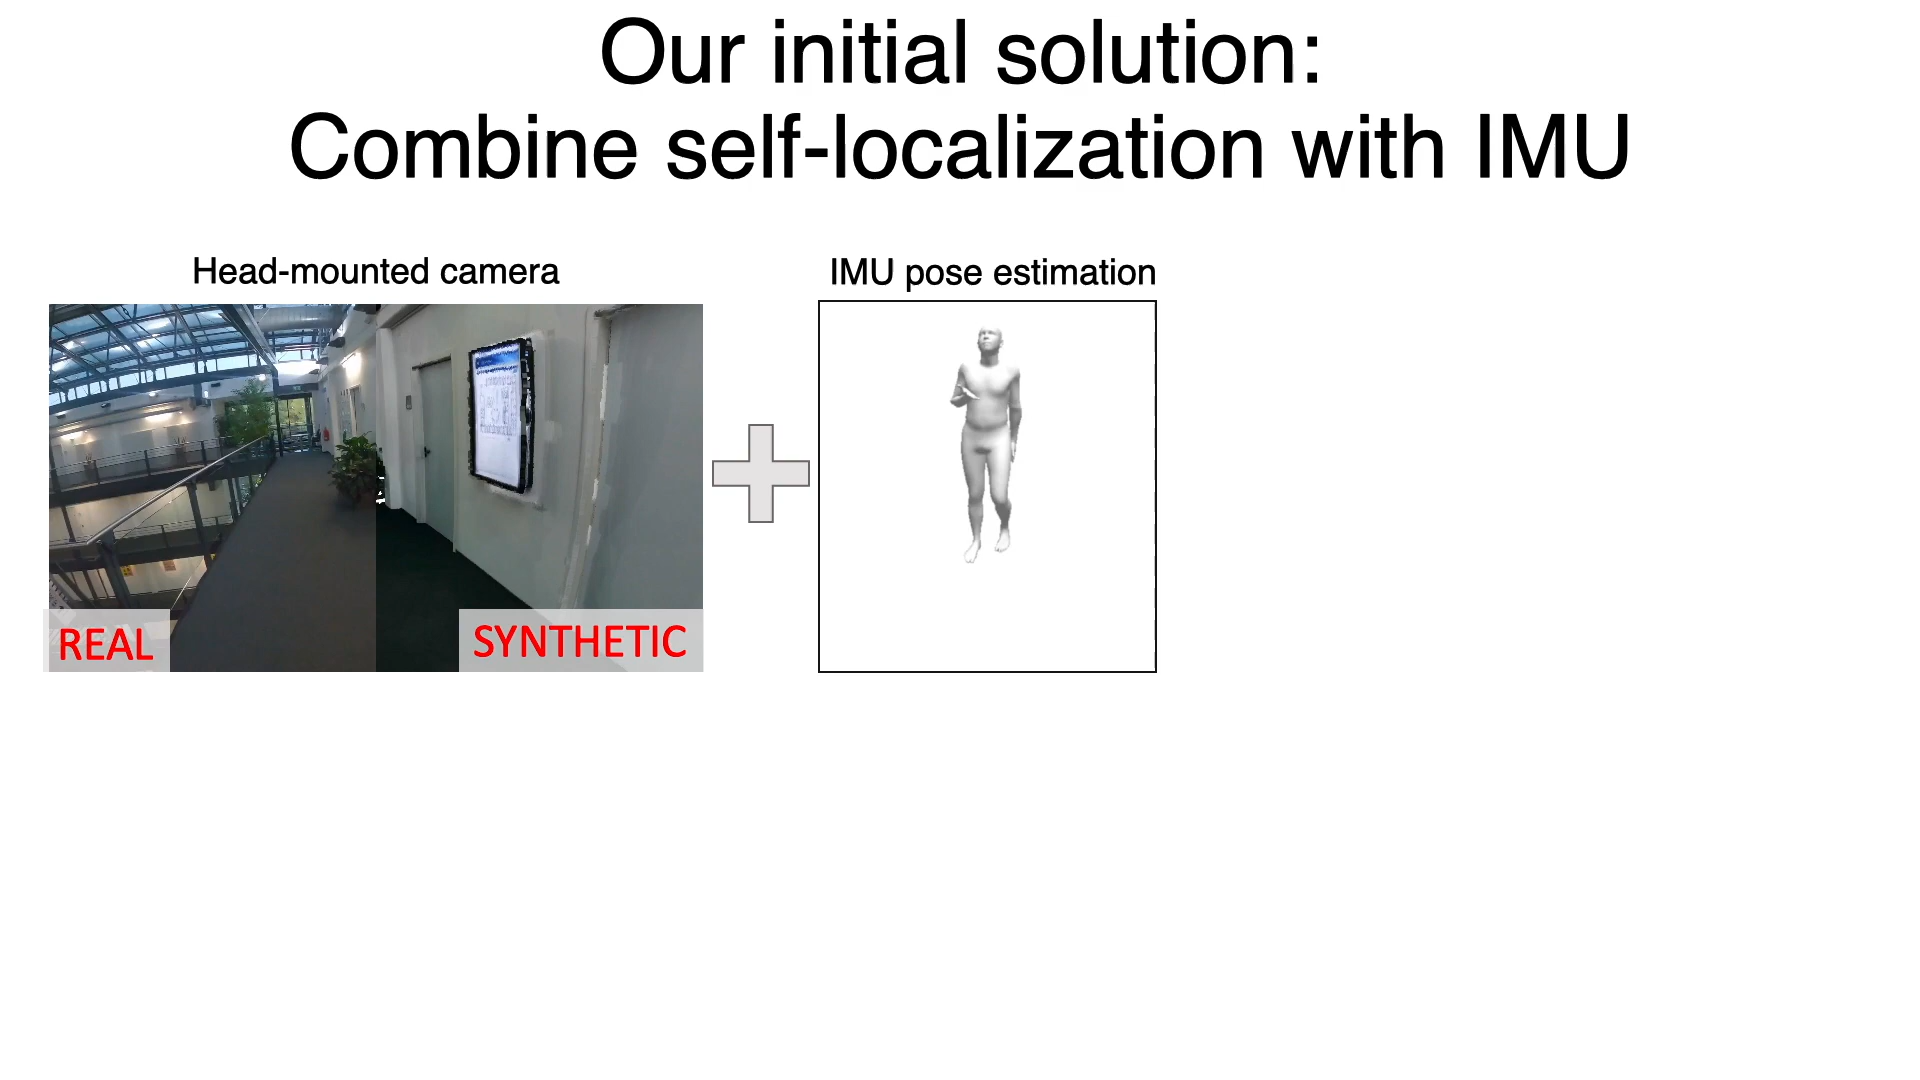 Our initial solution:
Combine self-localization with IMU
Head-mounted camera
IMU pose estimation
REAL
SYNTHETIC